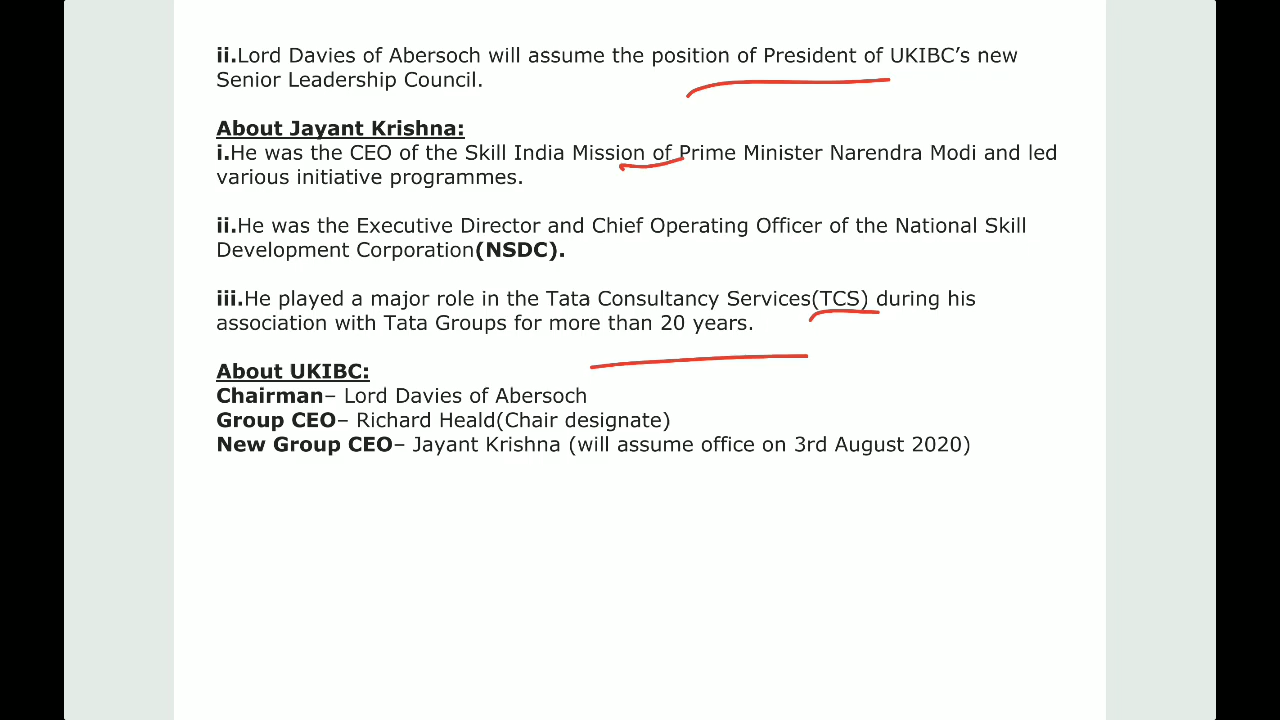 ii.Lord Davies of Abersoch will assume the position of President of UKIBC’s new
Senior Leadership Council.
About Jayant Krishna:
i.He was the CEO of the Skill India Mission of Prime Minister Narendra Modi and led
various initiative programmes.
ii.He was the Executive Director and Chief Operating Officer of the National Skill
Development Corporation(NSDC).
iii.He played a major role in the Tata Consultancy Services(TCS) during his
association with Tata Groups for more than 20 years.
About UKIBC:
Chairman– Lord Davies of Abersoch
Group CEO– Richard Heald(Chair designate)
New Group CEO– Jayant Krishna (will assume office on 3rd August 2020)